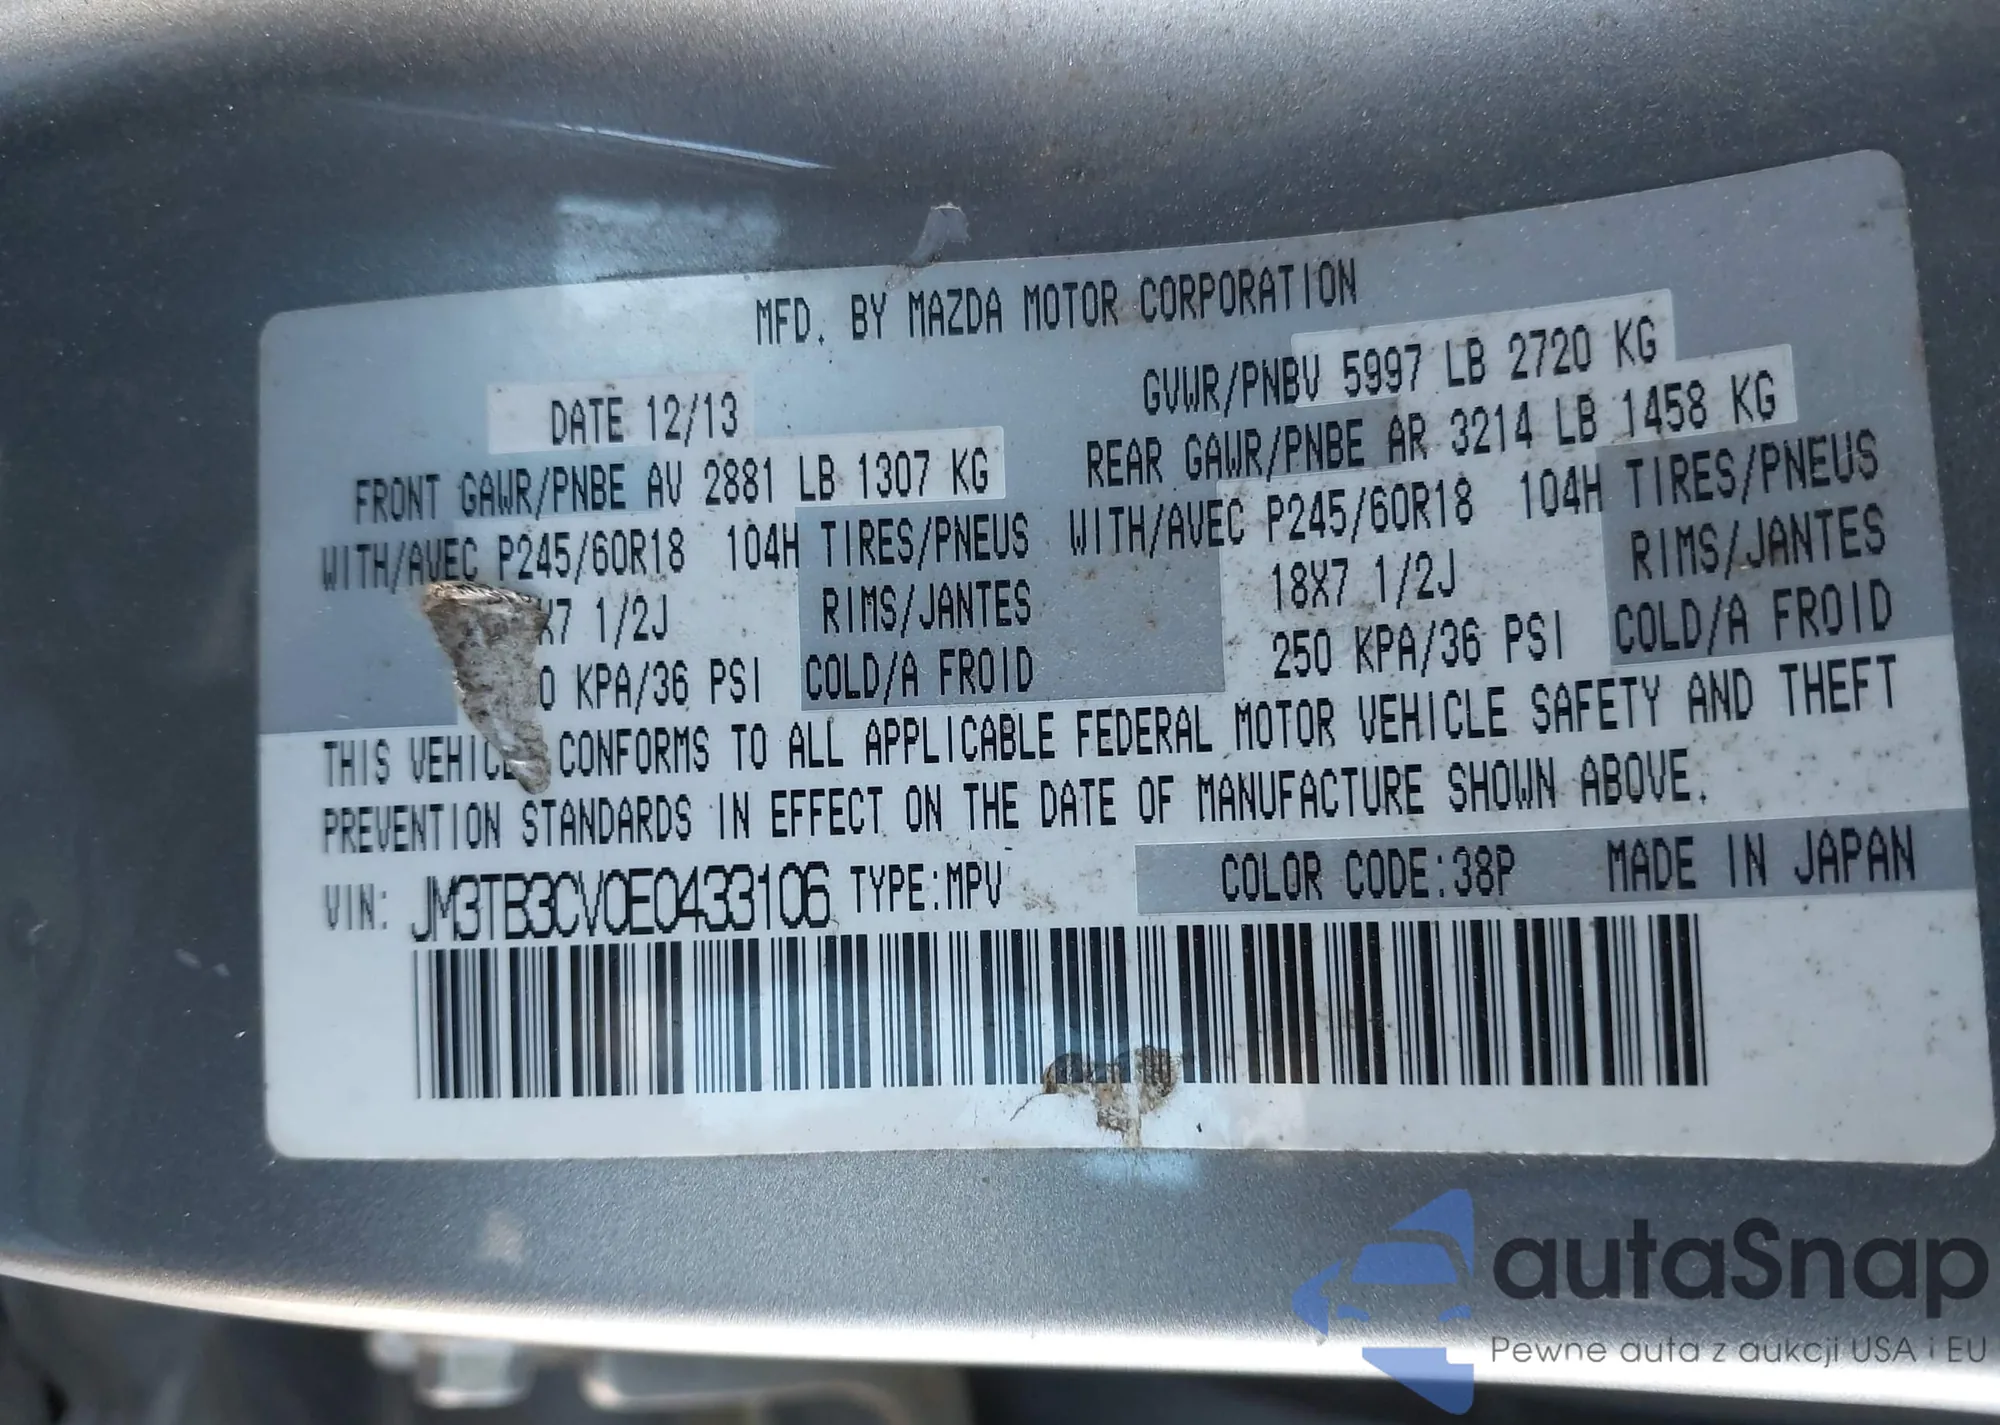 MFD. BY MAZDA MOTOR CORPORATION
DATE 12/13
GVWR/PNBV 5997 LB 2720 KG
FRONT GAWR/PNBE AV 2881 LB 1307 KG
REAR GAWR/PNBE AR 3214 LB 1458 KG
WITH/AVEC P245/60R18 104H TIRES/PNEUS
WITH/AVEC P245/60R18 104H TIRES/PNEUS
X7 1/2J RIMS/JANTES
18X7 1/2J RIMS/JANTES
0 KPA/36 PSI COLD/A FROID
250 KPA/36 PSI COLD/A FROID
THIS VEHICLE CONFORMS TO ALL APPLICABLE FEDERAL MOTOR VEHICLE SAFETY AND THEFT
PREVENTION STANDARDS IN EFFECT ON THE DATE OF MANUFACTURE SHOWN ABOVE.
VIN: JM3TB3CV0E0433106 TYPE:MPV COLOR CODE:38P MADE IN JAPAN
autaSnap
Pewne auta z aukcji USA i EU